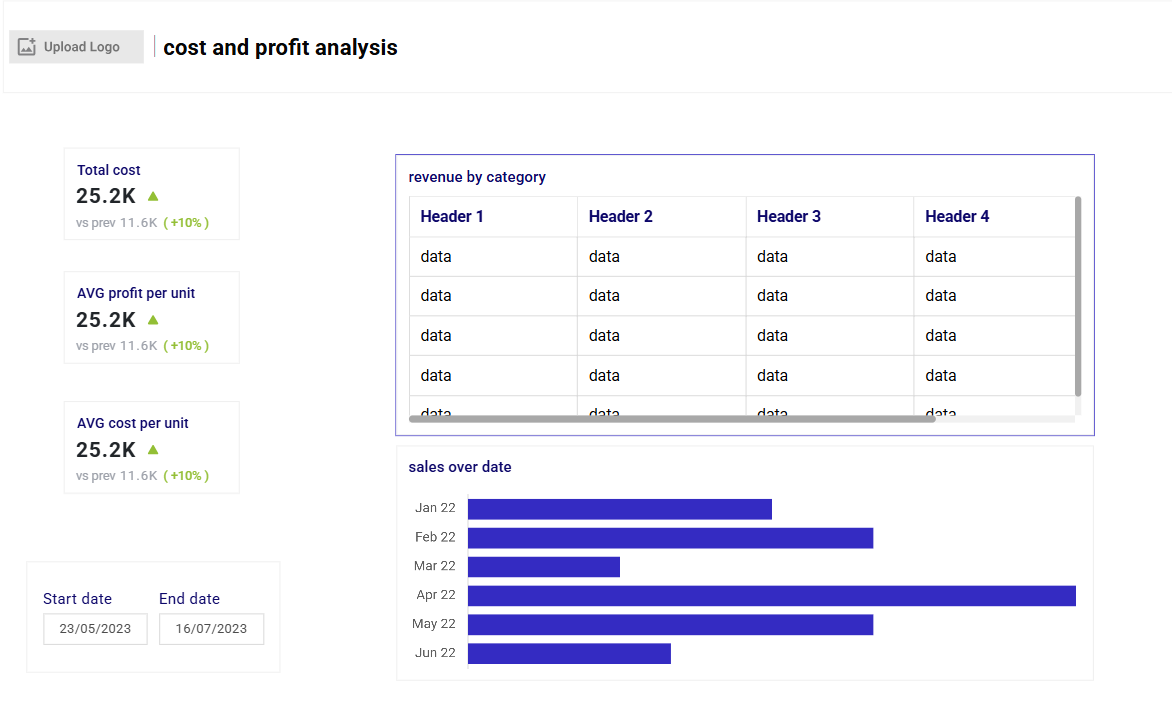 Upload Logo
cost and profit analysis
Total cost
25.2K
vs prev 11.6K ( +10% )
AVG profit per unit
25.2K
vs prev 11.6K ( +10% )
AVG cost per unit
25.2K
vs prev 11.6K ( +10% )
Start date End date
23/05/2023 16/07/2023
revenue by category
Header 1 Header 2 Header 3 Header 4
data data data data
data data data data
data data data data
data data data data
data data data data
sales over date
Jan 22
Feb 22
Mar 22
Apr 22
May 22
Jun 22